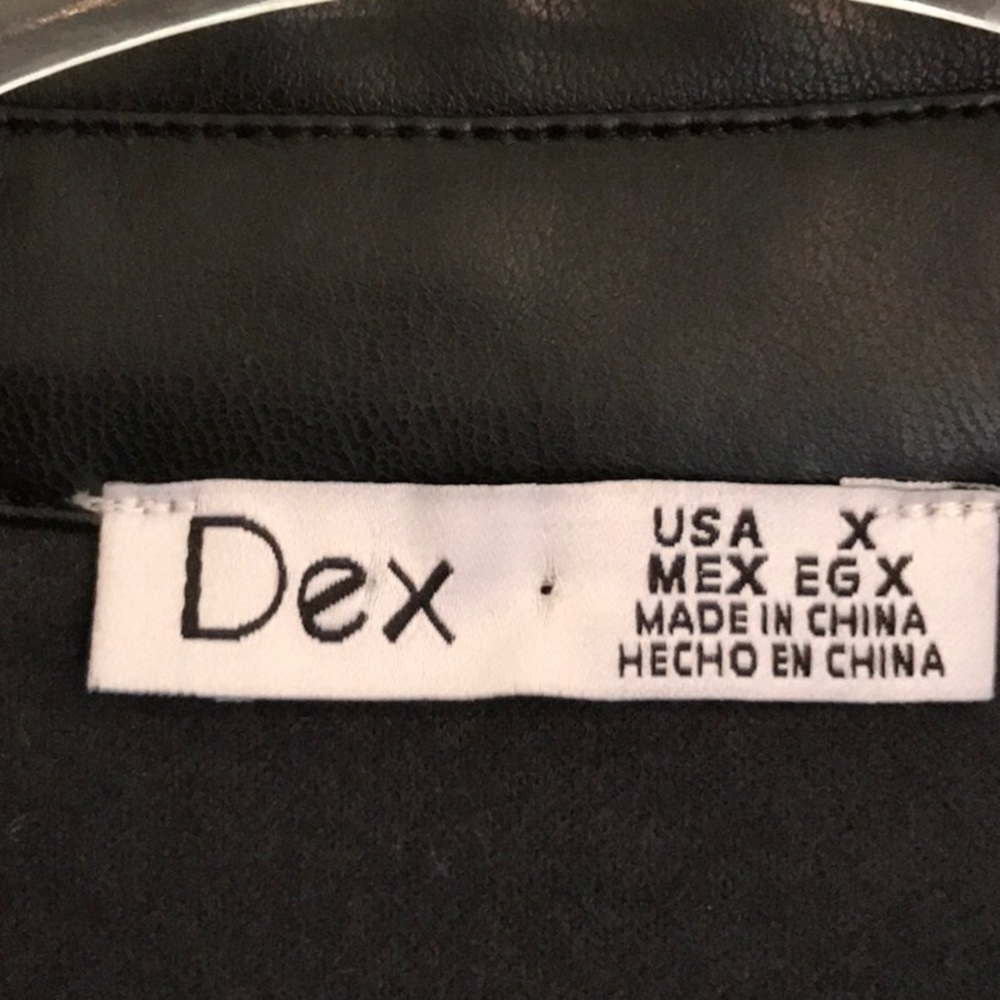 Dex
USA X
MEX EG X
MADE IN CHINA
HECHO EN CHINA